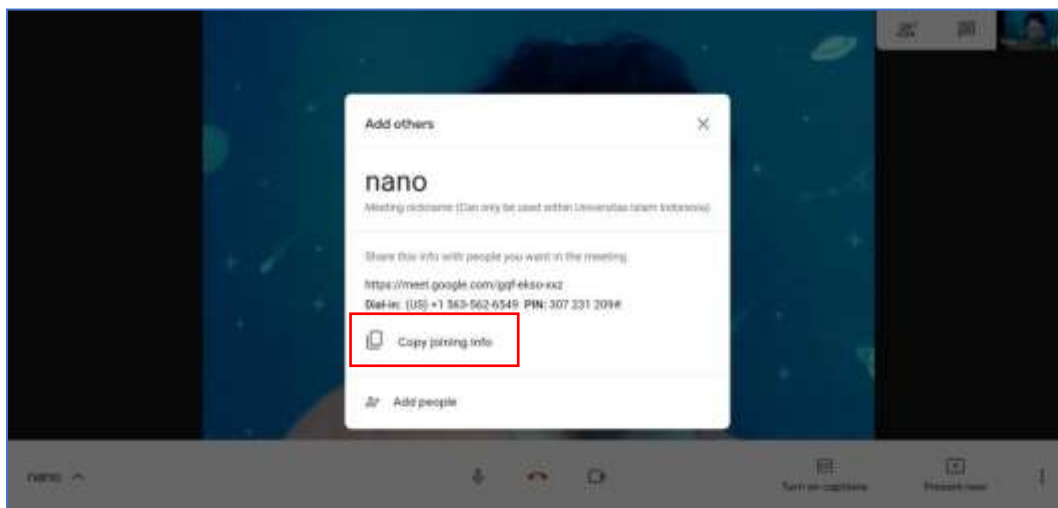 Add others
nano
Meeting nickname (Can only be used within Universitas Islam Indonesia)
Share this info with people you want in the meeting
https://meet.google.com/gqf-ekso-xxz
Dial-in: (US) +1 563-562-6549 PIN: 307 231 209#
Copy joining info
Add people
nano
Turn on captions
Present now